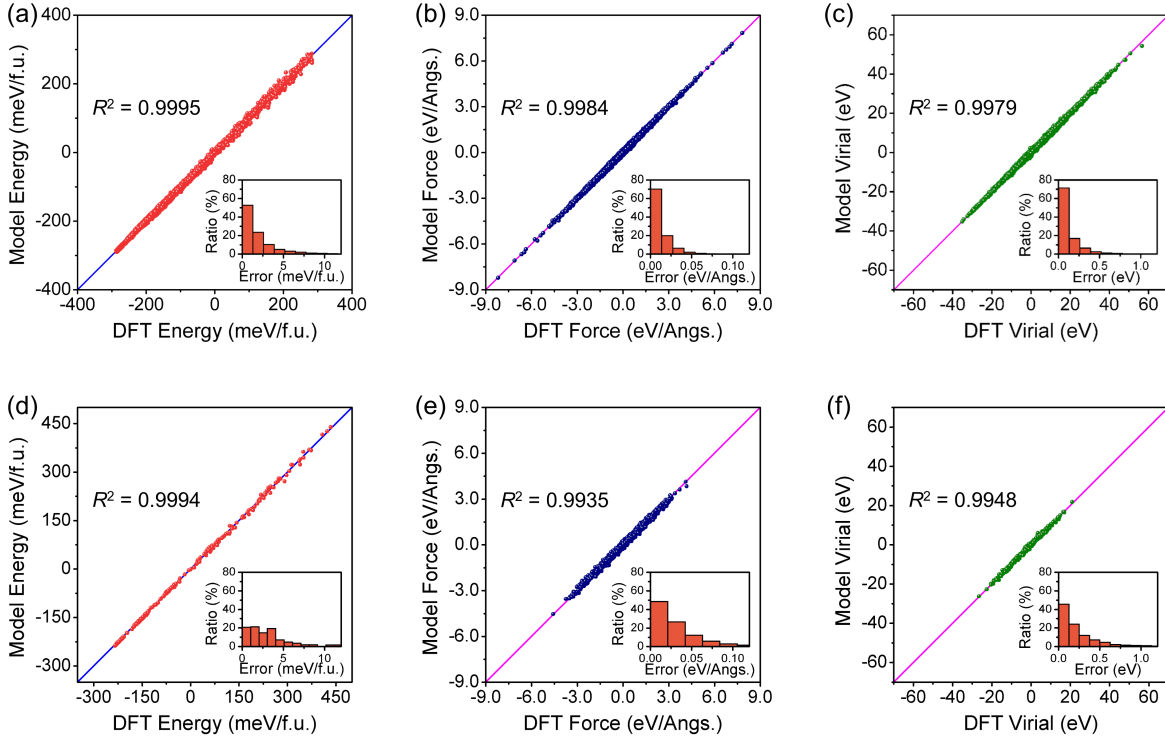 (a)
Model Energy (meV/f.u.)
400
200
0
-200
-400
R² = 0.9995
Ratio (%)
80
60
40
20
0
0 5 10
Error (meV/f.u.)
-400 -200 0 200 400
DFT Energy (meV/f.u.)
(b)
Model Force (eV/Angs.)
9.0
6.0
3.0
0.0
-3.0
-6.0
-9.0
R² = 0.9984
Ratio (%)
80
60
40
20
0
0.00 0.05 0.10
Error (eV/Angs.)
-9.0 -6.0 -3.0 0.0 3.0 6.0 9.0
DFT Force (eV/Angs.)
(c)
Model Virial (eV)
60
40
20
0
-20
-40
-60
R² = 0.9979
Ratio (%)
80
60
40
20
0
0.0 0.5 1.0
Error (eV)
-60 -40 -20 0 20 40 60
DFT Virial (eV)
(d)
Model Energy (meV/f.u.)
450
300
150
0
-150
-300
R² = 0.9994
Ratio (%)
80
60
40
20
0
0 5 10
Error (meV/f.u.)
-300 -150 0 150 300 450
DFT Energy (meV/f.u.)
(e)
Model Force (eV/Angs.)
9.0
6.0
3.0
0.0
-3.0
-6.0
-9.0
R² = 0.9935
Ratio (%)
80
60
40
20
0
0.00 0.05 0.10
Error (eV/Angs.)
-9.0 -6.0 -3.0 0.0 3.0 6.0 9.0
DFT Force (eV/Angs.)
(f)
Model Virial (eV)
60
40
20
0
-20
-40
-60
R² = 0.9948
Ratio (%)
80
60
40
20
0
0.0 0.5 1.0
Error (eV)
-60 -40 -20 0 20 40 60
DFT Virial (eV)